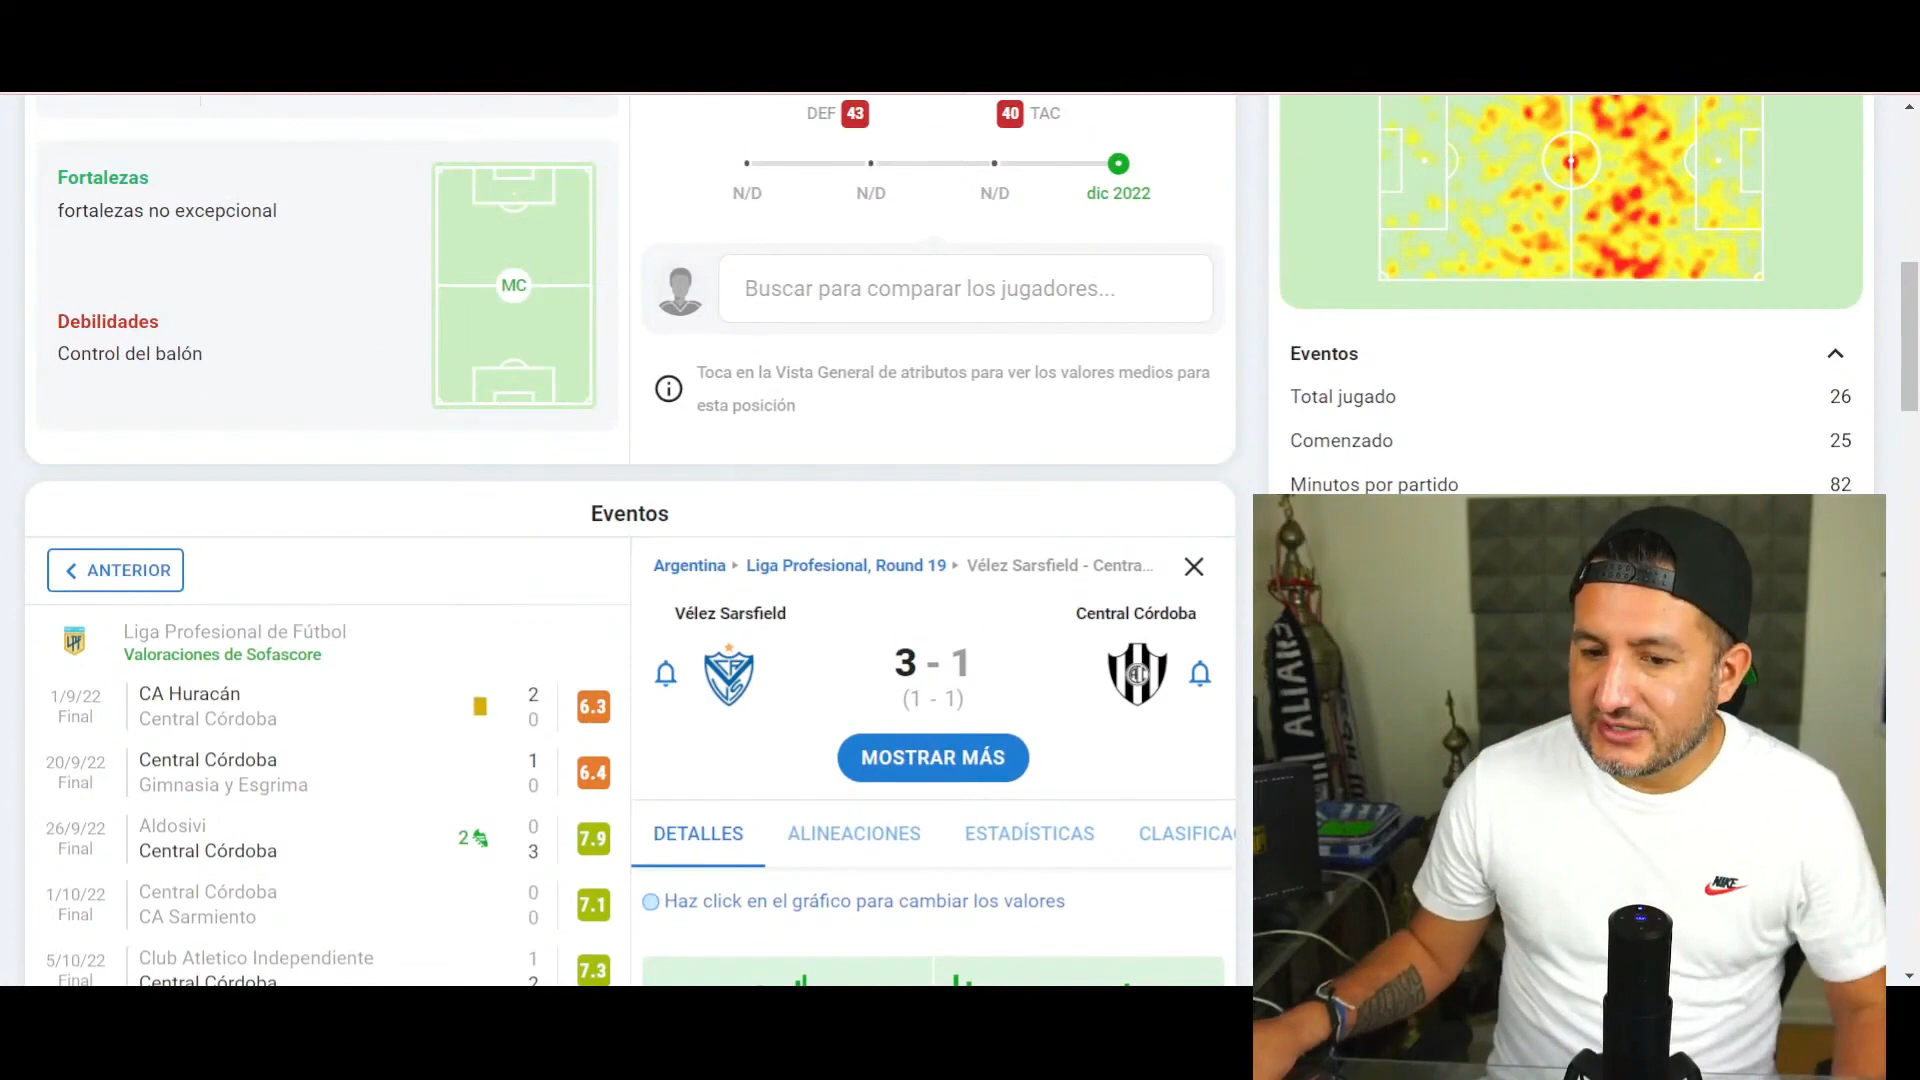 DEF 43
40 TAC
N/D
N/D
N/D
dic 2022
Fortalezas
fortalezas no excepcional
MC
Debilidades
Control del balón
Buscar para comparar los jugadores...
Toca en la Vista General de atributos para ver los valores medios para
esta posición
Eventos
Total jugado 26
Comenzado 25
Minutos por partido 82
Eventos
ANTERIOR
Liga Profesional de Fútbol
Valoraciones de Sofascore
1/9/22 CA Huracán 2
Final Central Córdoba 0
6.3
20/9/22 Central Córdoba 1
Final Gimnasia y Esgrima 0
6.4
26/9/22 Aldosivi 0
Final Central Córdoba 3
2
7.9
1/10/22 Central Córdoba 0
Final CA Sarmiento 0
7.1
5/10/22 Club Atletico Independiente 1
Final Central Córdoba 2
7.3
Argentina Liga Profesional, Round 19 Vélez Sarsfield - Centra...
Vélez Sarsfield
Central Córdoba
3 - 1
(1 - 1)
MOSTRAR MÁS
DETALLES ALINEACIONES ESTADÍSTICAS CLASIFICA
Haz click en el gráfico para cambiar los valores
ALIANZ
NIKE